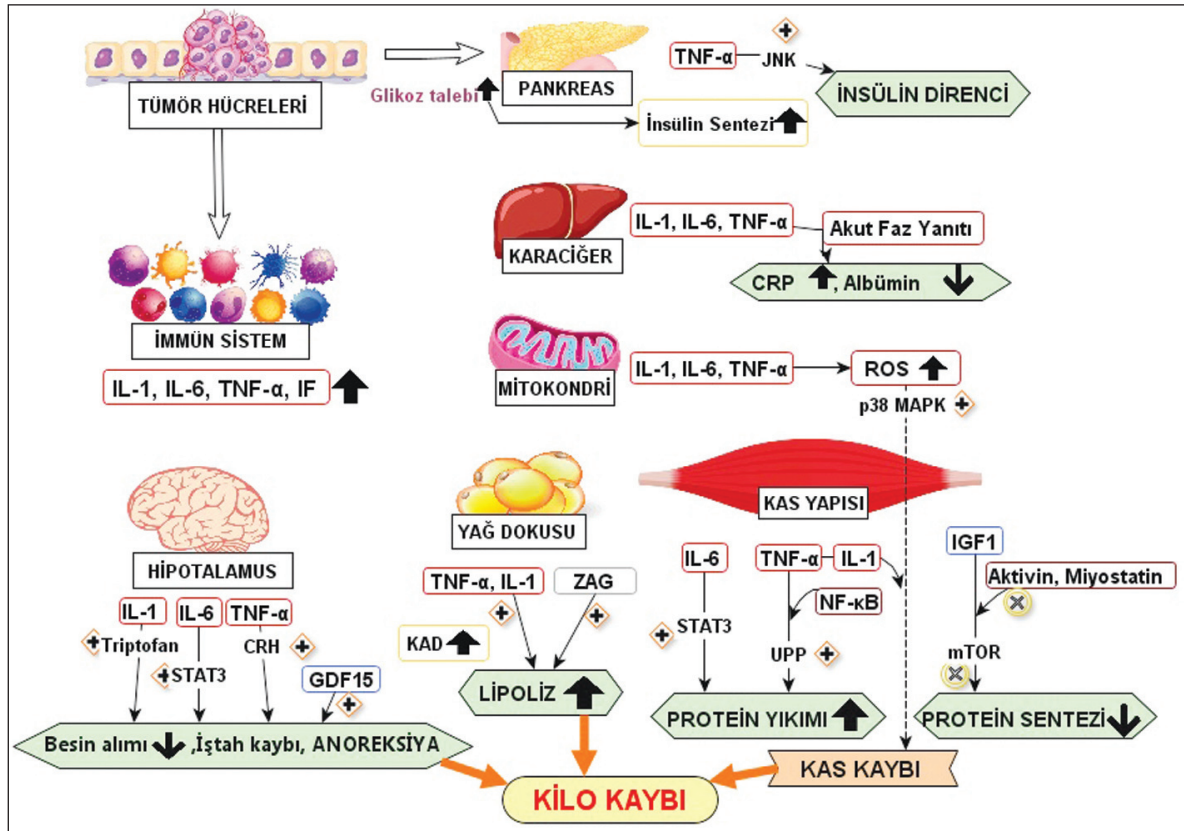 TÜMÖR HÜCRELERİ
Glikoz talebi
PANKREAS
TNF-α
JNK
İNSÜLİN DİRENCİ
İnsülin Sentezi
İMMÜN SİSTEM
IL-1, IL-6, TNF-α, IF
KARACİĞER
IL-1, IL-6, TNF-α
Akut Faz Yanıtı
CRP , Albümin
MİTOKONDRİ
IL-1, IL-6, TNF-α
ROS
p38 MAPK
HİPOTALAMUS
IL-1
IL-6
TNF-α
Triptofan
STAT3
CRH
GDF15
Besin alımı ,İştah kaybı, ANOREKSİYA
YAĞ DOKUSU
TNF-α, IL-1
ZAG
KAD
LİPOLİZ
KAS YAPISI
IL-6
STAT3
TNF-α
IL-1
NF-κB
UPP
PROTEİN YIKIMI
IGF1
Aktivin, Miyostatin
mTOR
PROTEİN SENTEZİ
KAS KAYBI
KİLO KAYBI